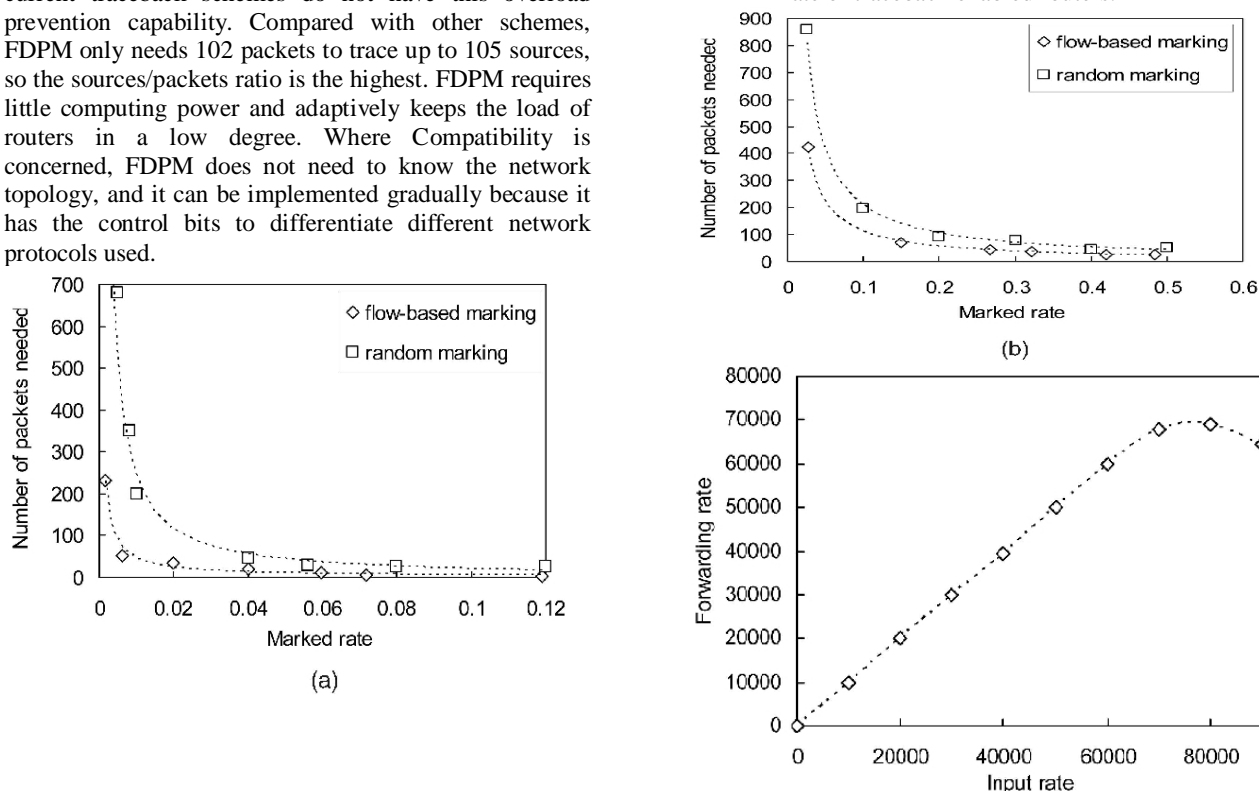 prevention capability. Compared with other schemes,
FDPM only needs 102 packets to trace up to 105 sources,
so the sources/packets ratio is the highest. FDPM requires
little computing power and adaptively keeps the load of
routers in a low degree. Where Compatibility is
concerned, FDPM does not need to know the network
topology, and it can be implemented gradually because it
has the control bits to differentiate different network
protocols used.
700
600
500
400
300
200
100
0
Number of packets needed
flow-based marking
random marking
0 0.02 0.04 0.06 0.08 0.1 0.12
Marked rate
(a)
900
800
700
600
500
400
300
200
100
0
Number of packets needed
flow-based marking
random marking
0 0.1 0.2 0.3 0.4 0.5 0.6
Marked rate
(b)
80000
70000
60000
50000
40000
30000
20000
10000
0
Forwarding rate
0 20000 40000 60000 80000
Input rate